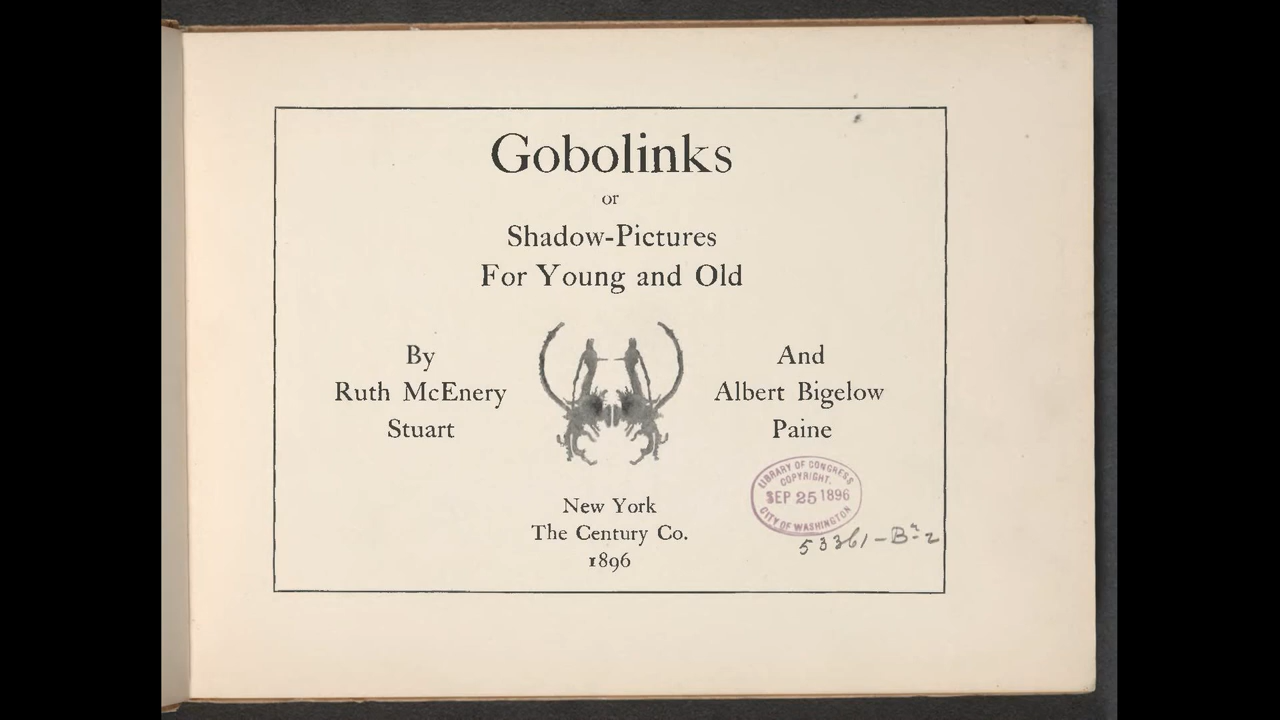 Gobolinks
or
Shadow-Pictures
For Young and Old
By
Ruth McEnery
Stuart
And
Albert Bigelow
Paine
New York
The Century Co.
1896
LIBRARY OF CONGRESS
COPYRIGHT.
SEP 25 1896
CITY OF WASHINGTON